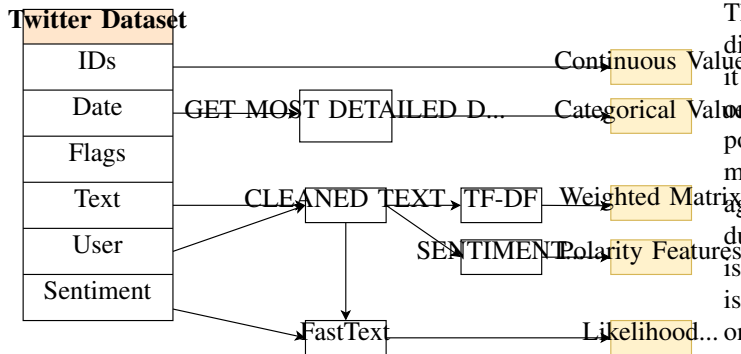 Twitter Dataset
IDs
Continuous Value
Date
GET MOST DETAILED D...
Categorical Value
Flags
Text
CLEANED TEXT
TF-DF
Weighted Matrix
User
SENTIMENT...
Polarity Features
Sentiment
FastText
Likelihood...